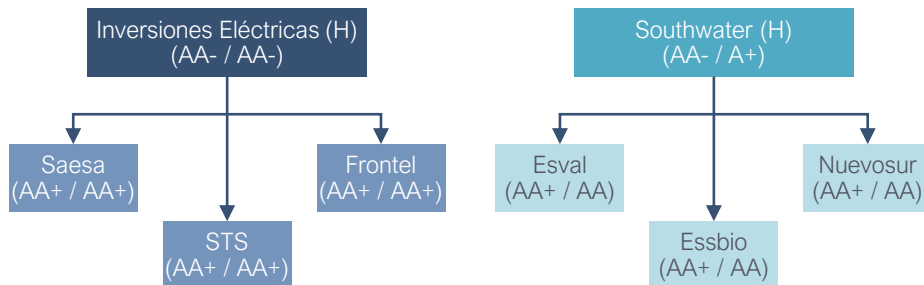 Inversiones Eléctricas (H)
(AA- / AA-)
Southwater (H)
(AA- / A+)
Saesa
(AA+ / AA+)
Frontel
(AA+ / AA+)
Esval
(AA+ / AA)
Nuevosur
(AA+ / AA)
STS
(AA+ / AA+)
Essbio
(AA+ / AA)